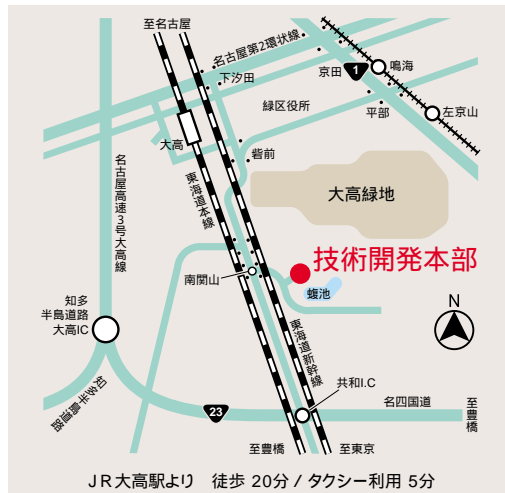 至名古屋
名古屋第2環状線
下汐田
京田
1
鳴海
緑区役所
平部
左京山
大高
砦前
名古屋高速3号大高線
東海道本線
大高緑地
技術開発本部
南関山
蝮池
知多
半島道路
大高IC
N
東海道新幹線
知多半島道路
共和I.C
名四国道
至豊橋
23
至豊橋
至東京
JR大高駅より 徒歩 20分 / タクシー利用 5分